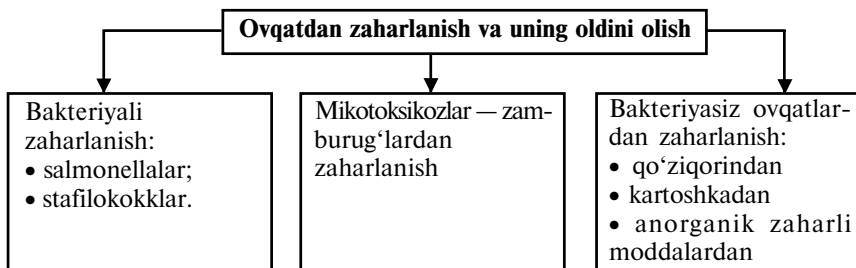 Ovqatdan zaharlanish va uning oldini olish
Bakteriyali
zaharlanish:
• salmonellalar;
• stafilokokklar.
Mikotoksikozlar — zam-
burug‘lardan
zaharlanish
Bakteriyasiz ovqatlar-
dan zaharlanish:
• qo‘ziqorindan
• kartoshkadan
• anorganik zaharli
moddalardan